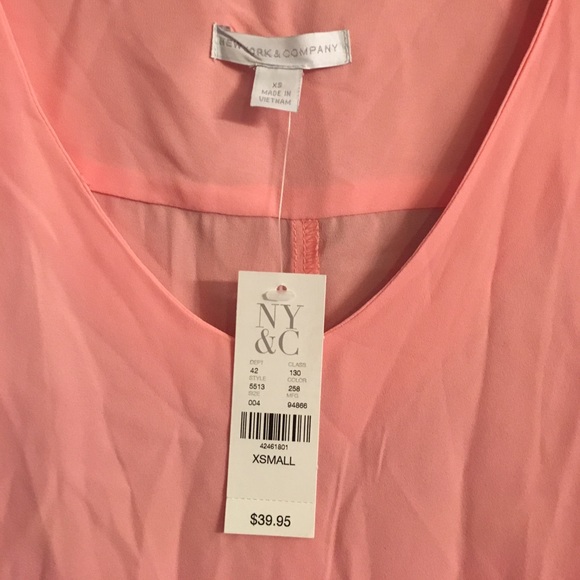 NEW YORK & COMPANY
XS
MADE IN
VIETNAM
NY
&C
DEPT CLASS
42 130
STYLE COLOR
5513 258
SIZE MFG
004 94866
42461801
XSMALL
$39.95